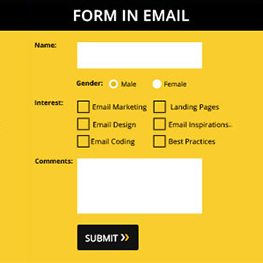 FORM IN EMAIL
Name:
Gender: Male Female
Interest:
Email Marketing Landing Pages
Email Design Email Inspirations..
Email Coding Best Practices
Comments:
SUBMIT »